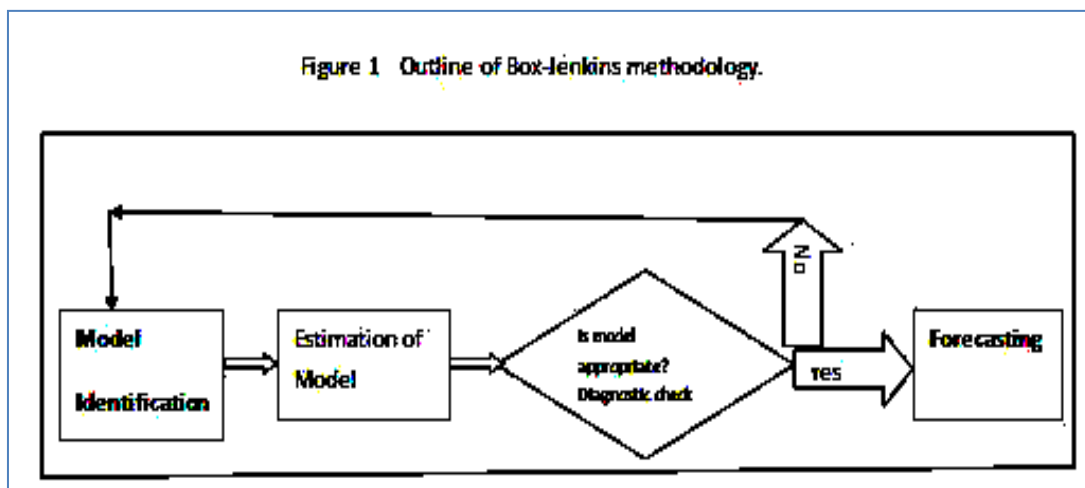 Figure 1 Outline of Box-Jenkins methodology.
No
Model
Identification
Estimation of
Model
Is model
appropriate?
Diagnostic check
Yes
Forecasting